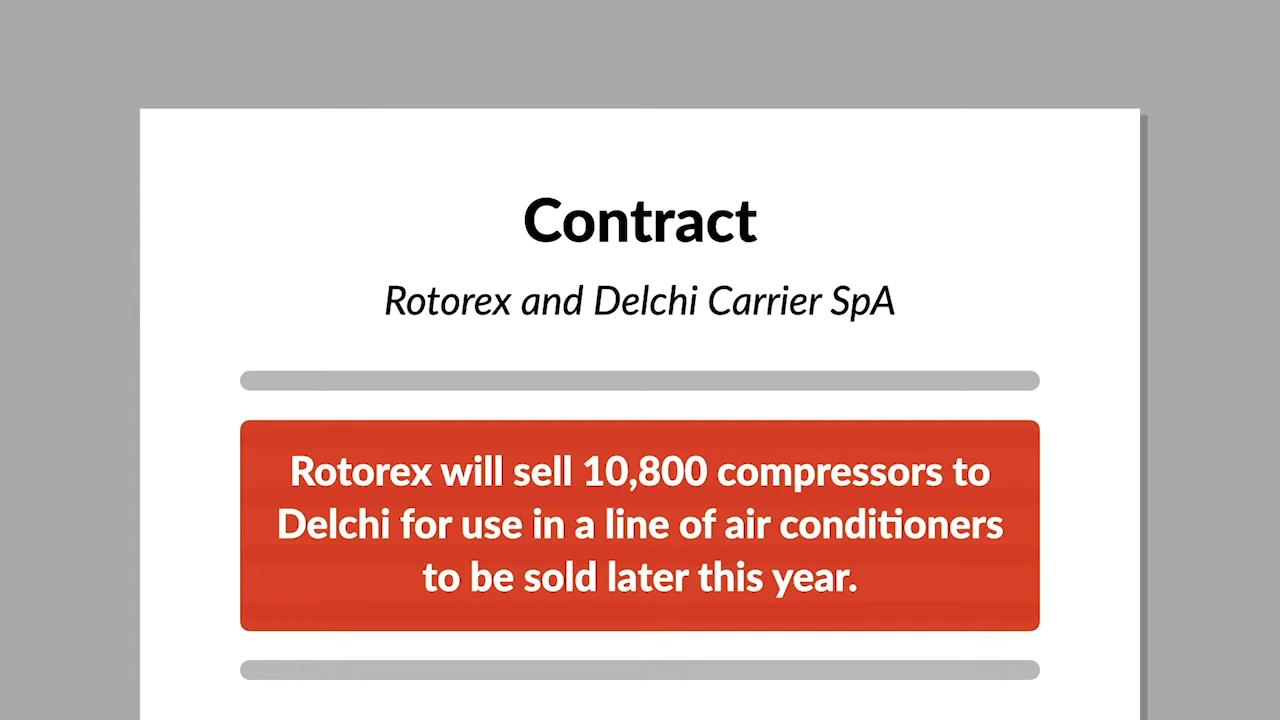 Contract
Rotorex and Delchi Carrier SpA
Rotorex will sell 10,800 compressors to
Delchi for use in a line of air conditioners
to be sold later this year.